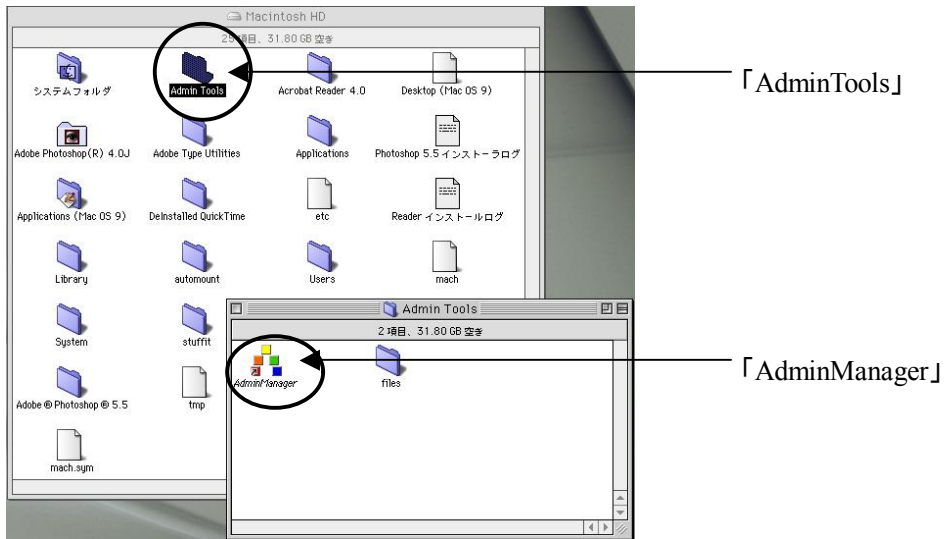 Macintosh HD
25 項目、31.80 GB 空き
システムフォルダ
Admin Tools
Acrobat Reader 4.0
Desktop (Mac OS 9)
「AdminTools」
Adobe Photoshop(R) 4.0J
Adobe Type Utilities
Applications
Photoshop 5.5 インストーラログ
Applications (Mac OS 9)
DeInstalled QuickTime
etc
Reader インストールログ
Library
automount
Users
mach
System
stuffit
Admin Tools
2 項目、31.80 GB 空き
AdminManager
files
「AdminManager」
Adobe ® Photoshop ® 5.5
tmp
mach.sym